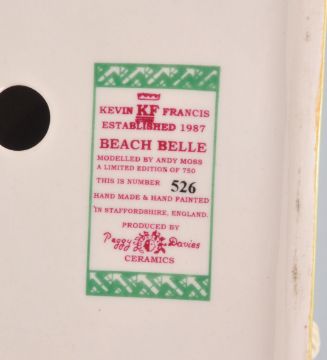 KEVIN KF FRANCIS
ESTABLISHED 1987
BEACH BELLE
MODELLED BY ANDY MOSS
A LIMITED EDITION OF 750
THIS IS NUMBER 526
HAND MADE & HAND PAINTED
IN STAFFORDSHIRE, ENGLAND.
PRODUCED BY
Peggy Davies
CERAMICS